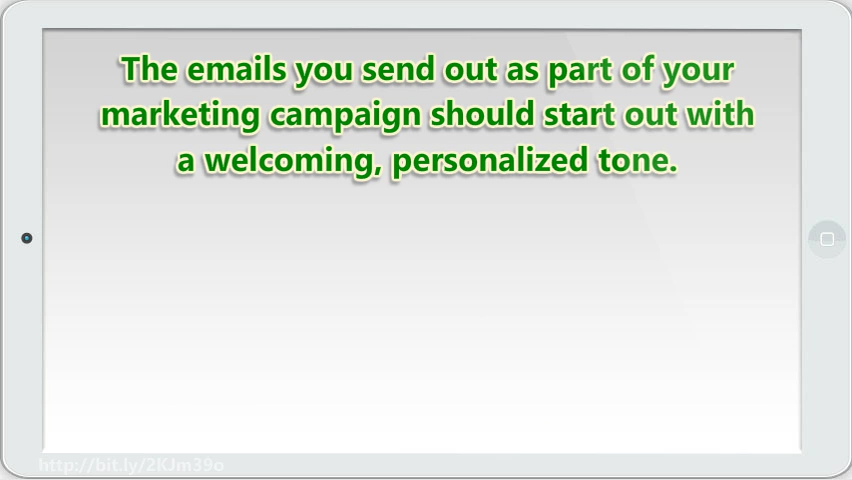 The emails you send out as part of your
marketing campaign should start out with
a welcoming, personalized tone.
http://bit.ly/2KJm39o